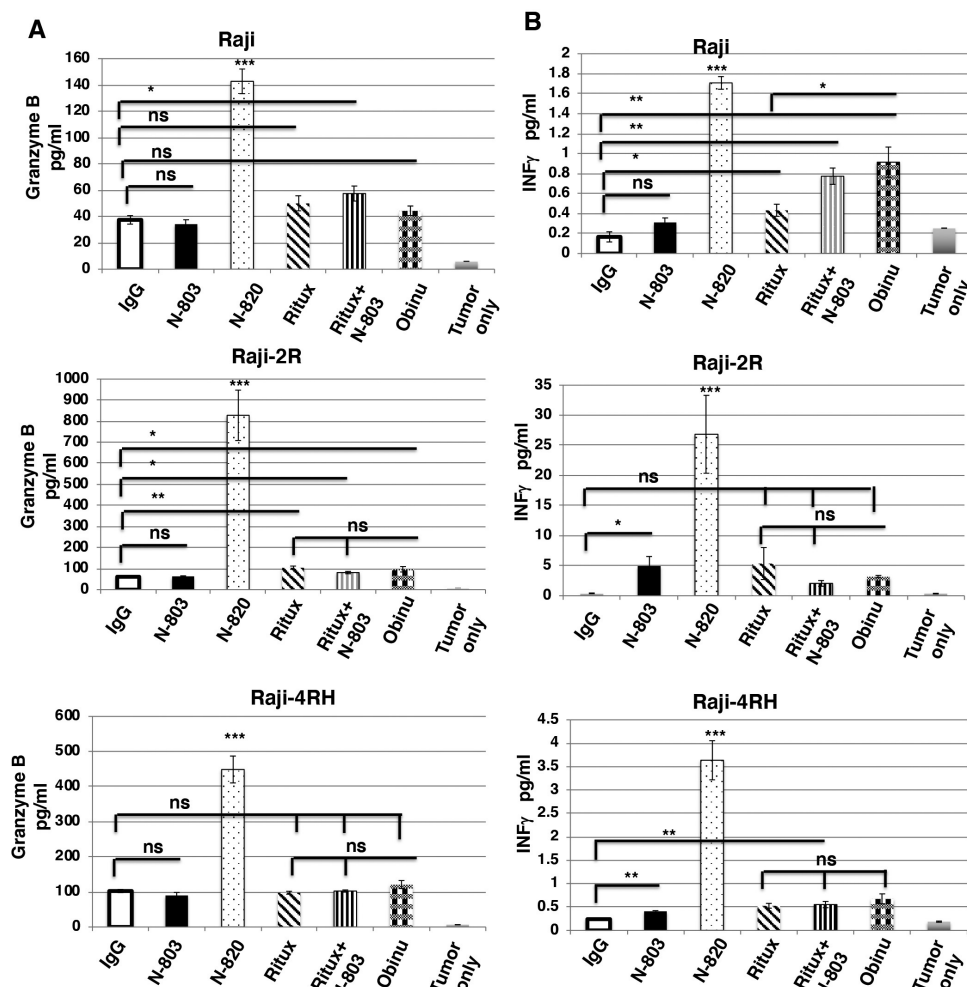 A
Raji
Granzyme B
pg/ml
160
140
120
100
80
60
40
20
0
***
*
ns
ns
ns
IgG
N-803
N-820
Ritux
Ritux+
N-803
Obinu
Tumor
only
B
Raji
INFγ pg/ml
2
1.8
1.6
1.4
1.2
1
0.8
0.6
0.4
0.2
0
***
*
**
**
*
ns
IgG
N-803
N-820
Ritux
Ritux+
N-803
Obinu
Tumor
only
Raji-2R
Granzyme B
pg/ml
1000
900
800
700
600
500
400
300
200
100
0
***
*
*
**
ns
ns
IgG
N-803
N-820
Ritux
Ritux+
N-803
Obinu
Tumor
only
Raji-2R
INFγ pg/ml
35
30
25
20
15
10
5
0
***
ns
*
ns
IgG
N-803
N-820
Ritux
Ritux+
N-803
Obinu
Tumor
only
Raji-4RH
Granzyme B
pg/ml
600
500
400
300
200
100
0
***
ns
ns
ns
IgG
N-803
N-820
Ritux
Ritux+
N-803
Obinu
Tumor
only
Raji-4RH
INFγ pg/ml
4.5
4
3.5
3
2.5
2
1.5
1
0.5
0
***
**
**
ns
IgG
N-803
N-820
Ritux
Ritux+
N-803
Obinu
Tumor
only